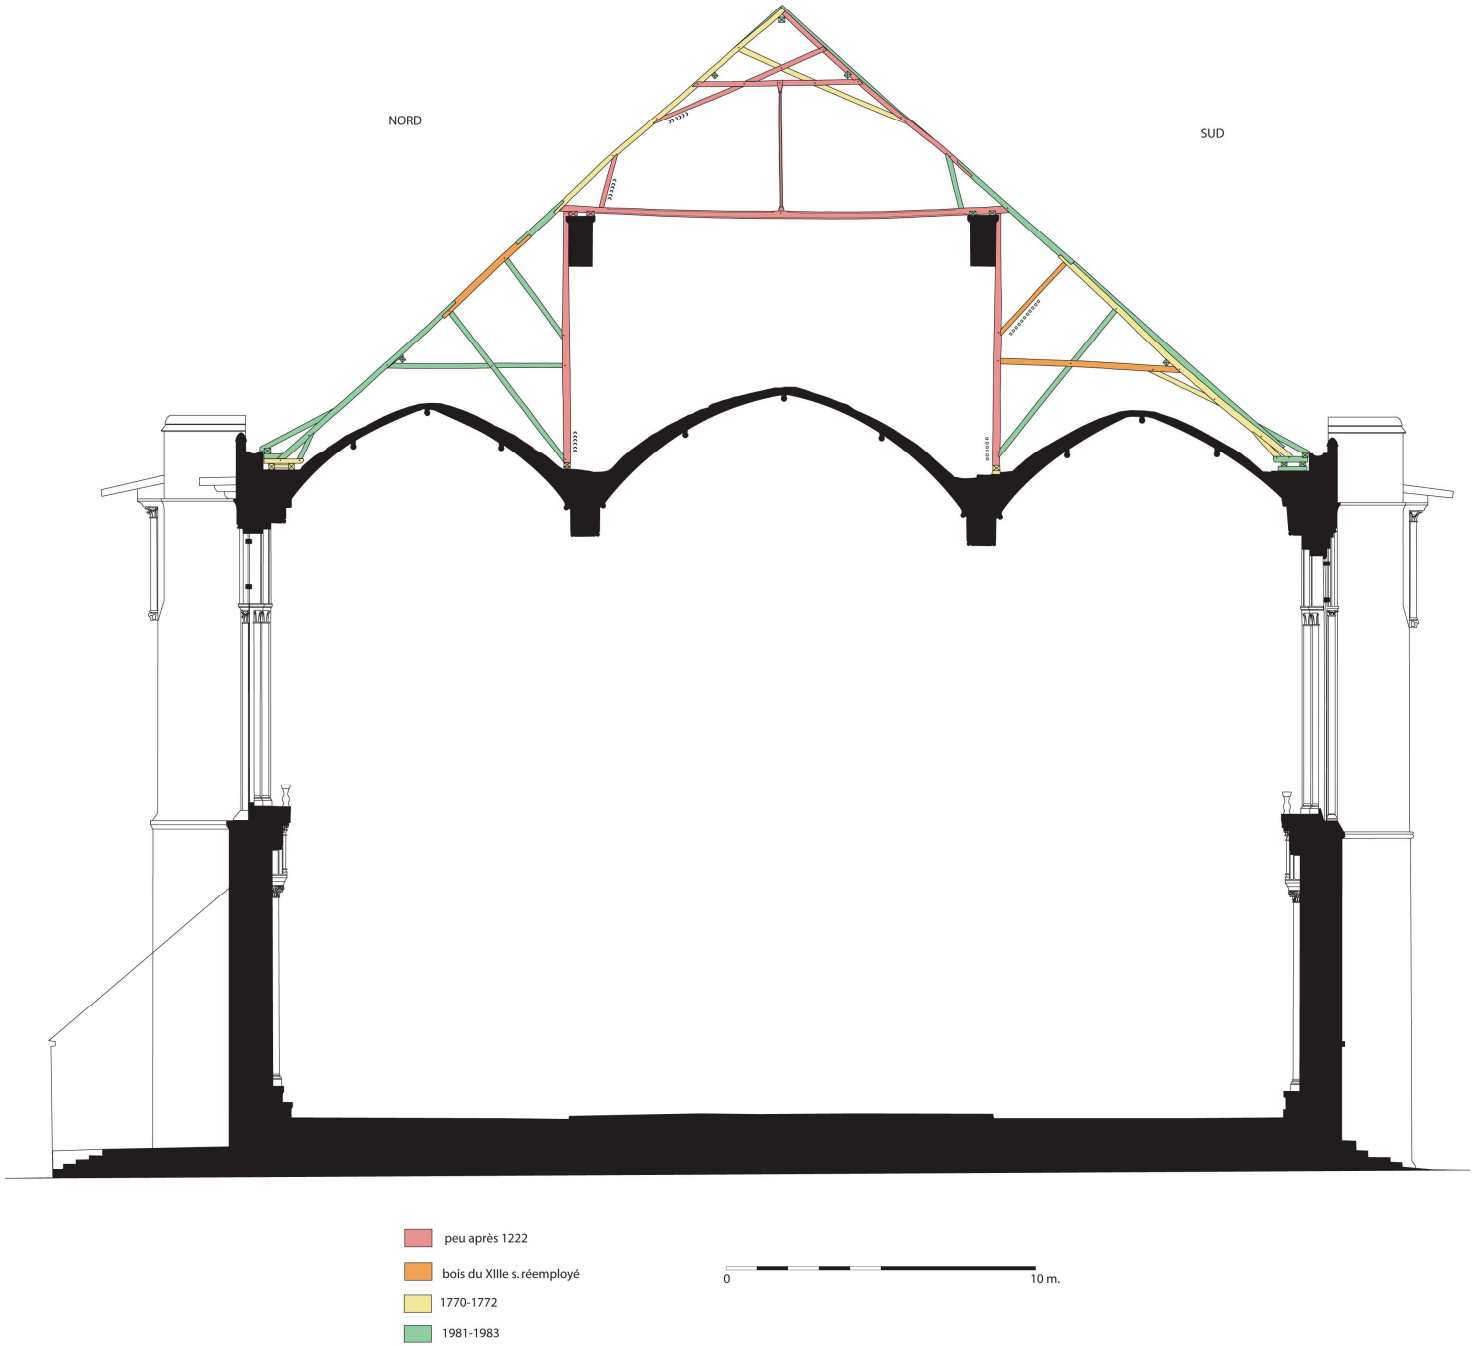 NORD
SUD
peu après 1222
bois du XIIIe s. réemployé
1770-1772
1981-1983
0 10 m.